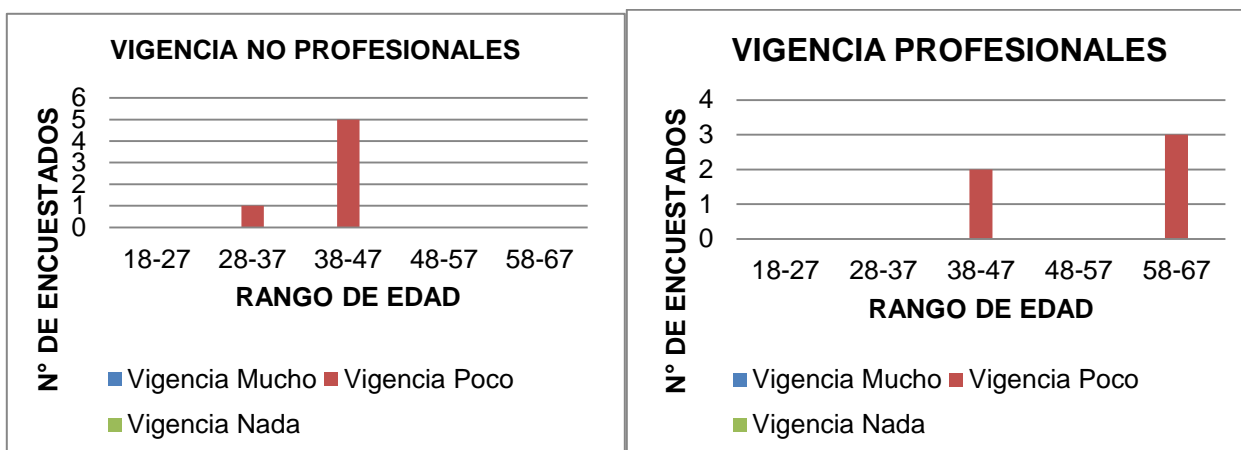 VIGENCIA NO PROFESIONALES
N° DE ENCUESTADOS
6
5
4
3
2
1
0
18-27 28-37 38-47 48-57 58-67
RANGO DE EDAD
Vigencia Mucho Vigencia Poco
Vigencia Nada
VIGENCIA PROFESIONALES
N° DE ENCUESTADOS
4
3
2
1
0
18-27 28-37 38-47 48-57 58-67
RANGO DE EDAD
Vigencia Mucho Vigencia Poco
Vigencia Nada